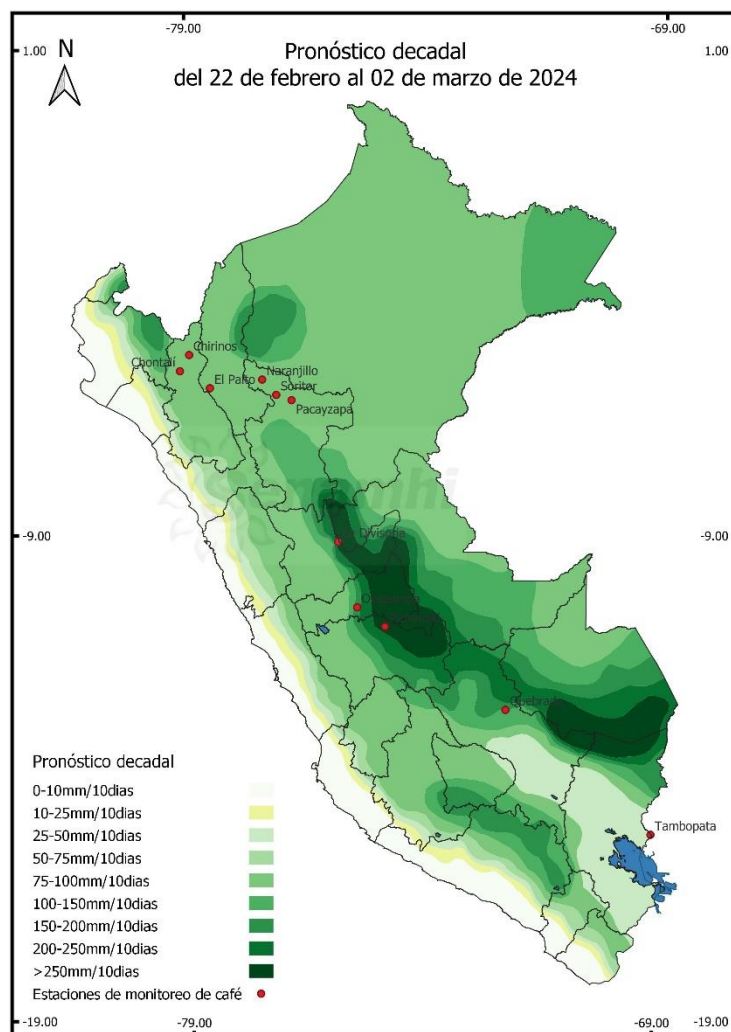 -79.00
-69.00
1.00
1.00
N
Pronóstico decadal
del 22 de febrero al 02 de marzo de 2024
Chirinos
Chontalí
El Palto
Naranjillo
Soritor
Pacayzapa
Senamhi
Divisoria
-9.00
-9.00
Quebrada
Tambopata
Pronóstico decadal
0-10mm/10dias
10-25mm/10dias
25-50mm/10dias
50-75mm/10dias
75-100mm/10dias
100-150mm/10dias
150-200mm/10dias
200-250mm/10dias
>250mm/10dias
Estaciones de monitoreo de café
-19.00
-79.00
-69.00
-19.00